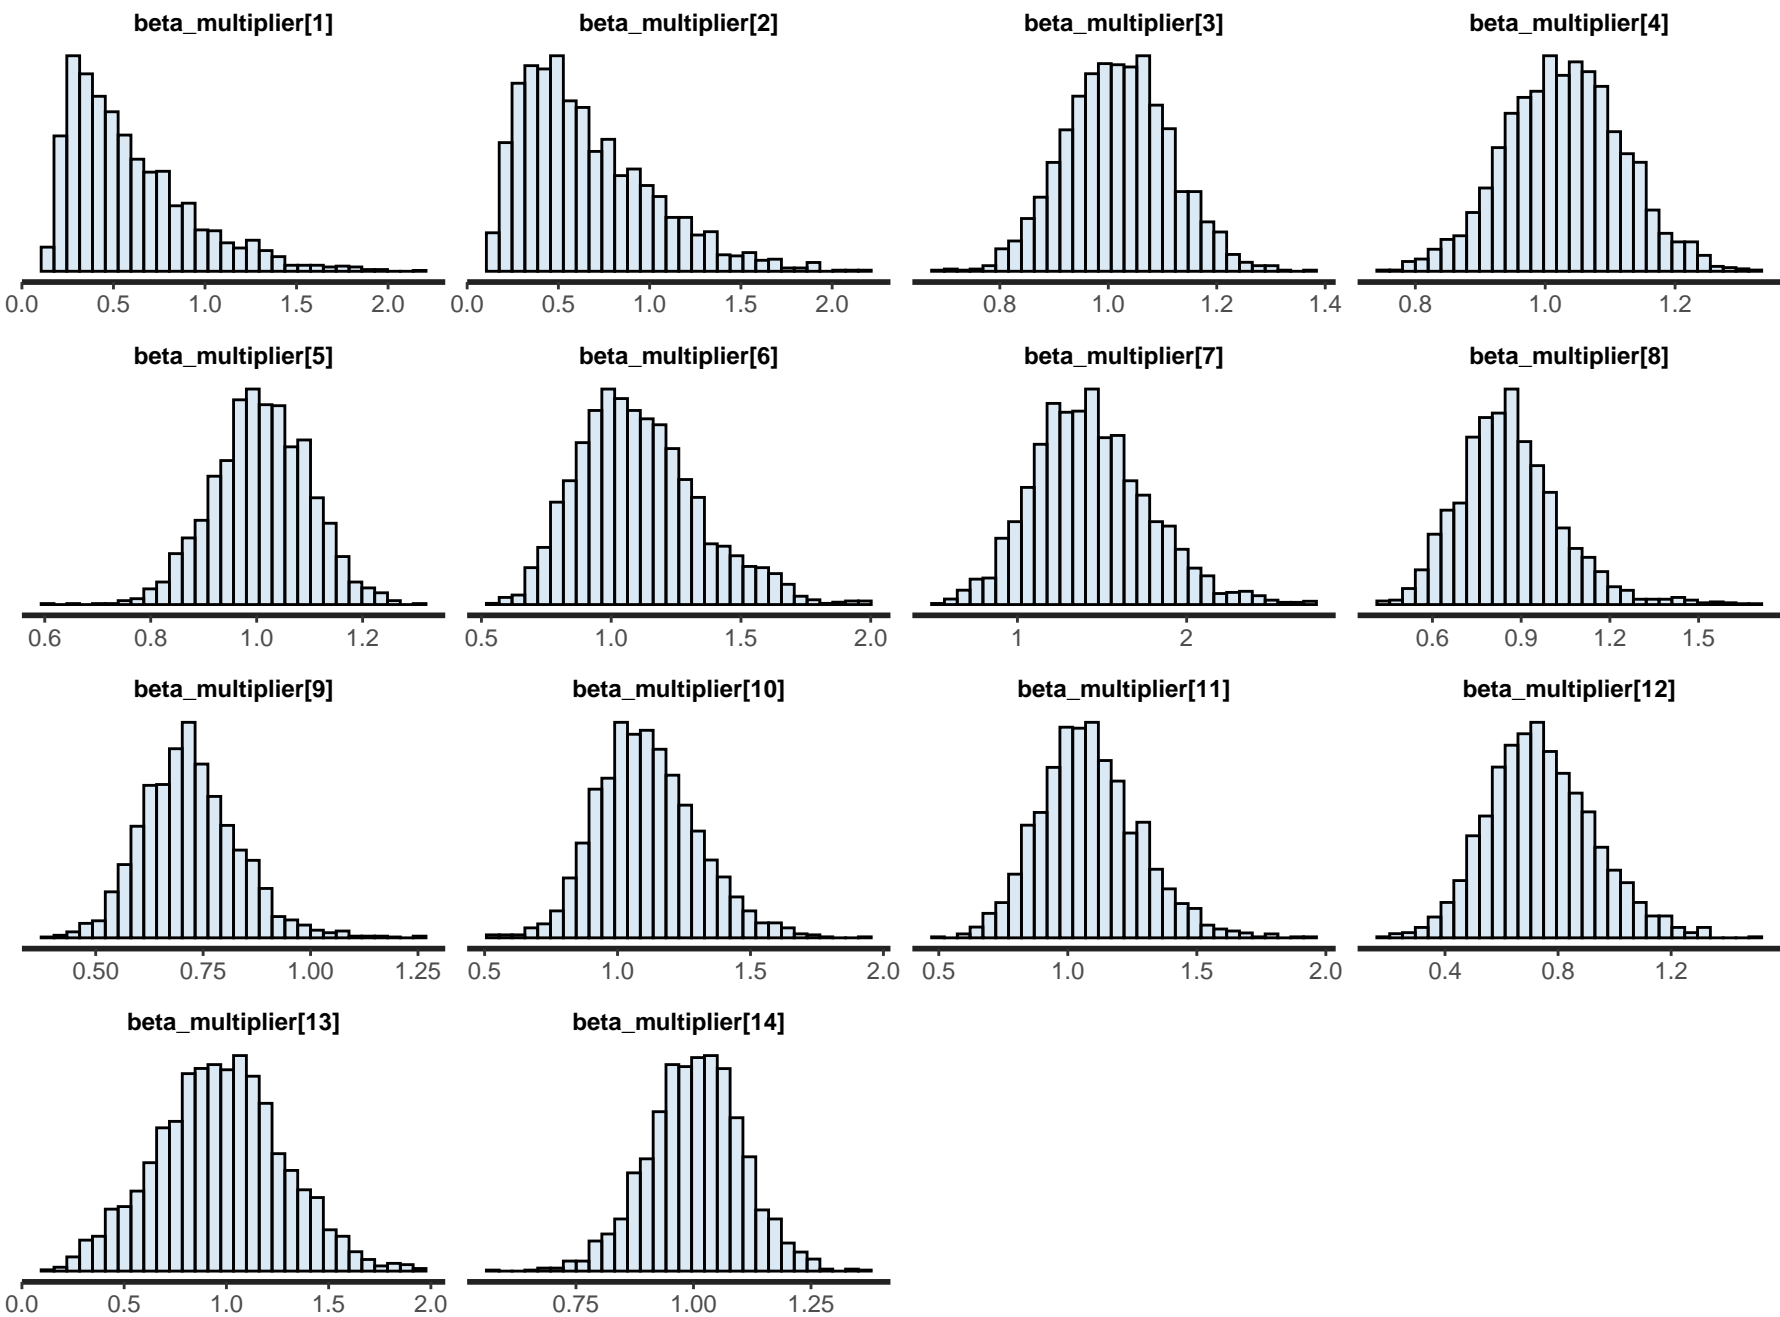 beta_multiplier[1] beta_multiplier[2] beta_multiplier[3] beta_multiplier[4]
0.0 0.5 1.0 1.5 2.0 0.0 0.5 1.0 1.5 2.0 0.8 1.0 1.2 1.4 0.8 1.0 1.2
beta_multiplier[5] beta_multiplier[6] beta_multiplier[7] beta_multiplier[8]
0.6 0.8 1.0 1.2 0.5 1.0 1.5 2.0 1 2 0.6 0.9 1.2 1.5
beta_multiplier[9] beta_multiplier[10] beta_multiplier[11] beta_multiplier[12]
0.50 0.75 1.00 1.25 0.5 1.0 1.5 2.0 0.5 1.0 1.5 2.0 0.4 0.8 1.2
beta_multiplier[13] beta_multiplier[14]
0.0 0.5 1.0 1.5 2.0 0.75 1.00 1.25